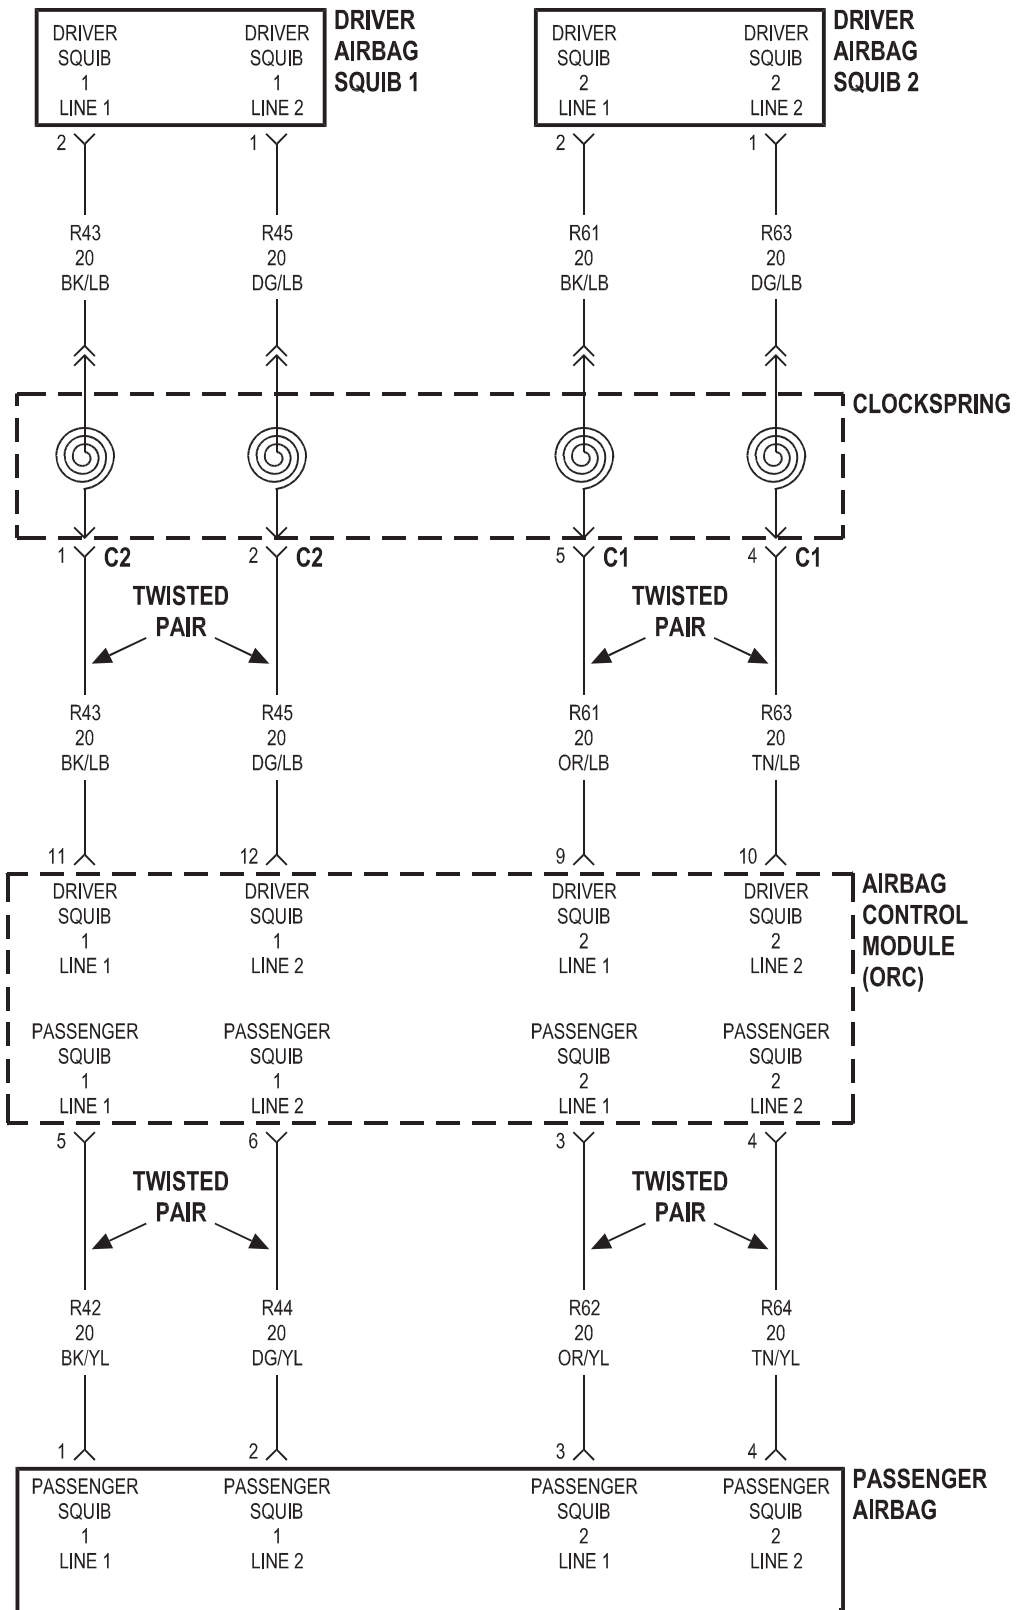 DRIVER
SQUIB
1
LINE 1
DRIVER
SQUIB
1
LINE 2
DRIVER
AIRBAG
SQUIB 1
DRIVER
SQUIB
2
LINE 1
DRIVER
SQUIB
2
LINE 2
DRIVER
AIRBAG
SQUIB 2
2
1
2
1
R43
20
BK/LB
R45
20
DG/LB
R61
20
BK/LB
R63
20
DG/LB
CLOCKSPRING
1 C2
2 C2
5 C1
4 C1
TWISTED
PAIR
TWISTED
PAIR
R43
20
BK/LB
R45
20
DG/LB
R61
20
OR/LB
R63
20
TN/LB
11
12
9
10
DRIVER
SQUIB
1
LINE 1
DRIVER
SQUIB
1
LINE 2
DRIVER
SQUIB
2
LINE 1
DRIVER
SQUIB
2
LINE 2
AIRBAG
CONTROL
MODULE
(ORC)
PASSENGER
SQUIB
1
LINE 1
PASSENGER
SQUIB
1
LINE 2
PASSENGER
SQUIB
2
LINE 1
PASSENGER
SQUIB
2
LINE 2
5
6
3
4
TWISTED
PAIR
TWISTED
PAIR
R42
20
BK/YL
R44
20
DG/YL
R62
20
OR/YL
R64
20
TN/YL
1
2
3
4
PASSENGER
SQUIB
1
LINE 1
PASSENGER
SQUIB
1
LINE 2
PASSENGER
SQUIB
2
LINE 1
PASSENGER
SQUIB
2
LINE 2
PASSENGER
AIRBAG